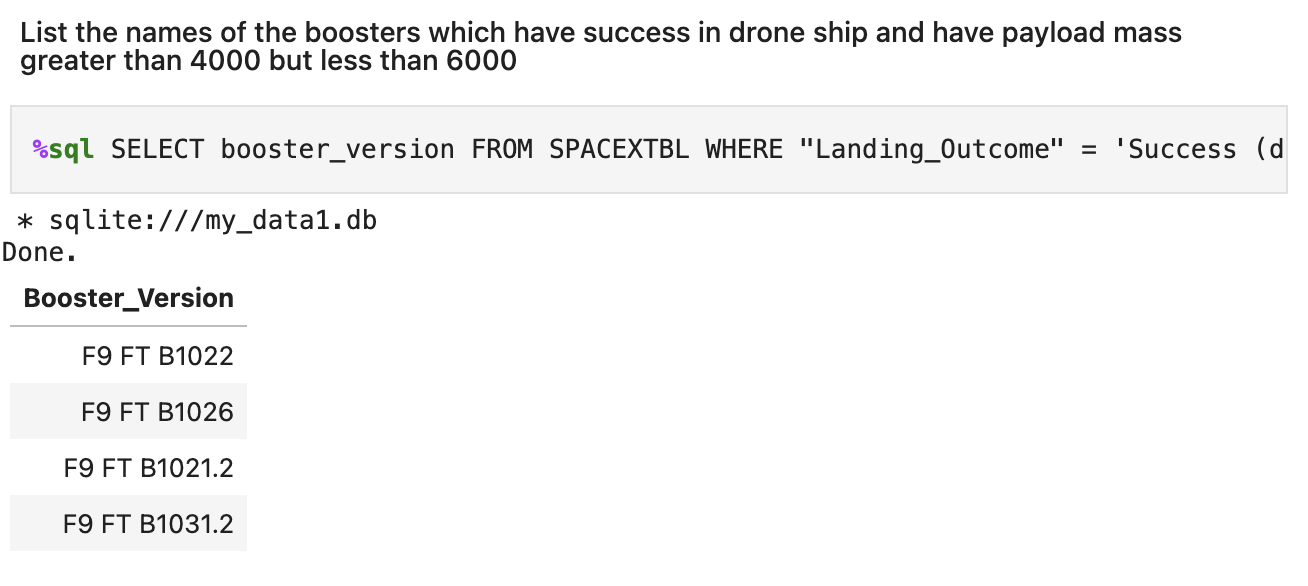 List the names of the boosters which have success in drone ship and have payload mass
greater than 4000 but less than 6000
%sql SELECT booster_version FROM SPACEXTBL WHERE "Landing_Outcome" = 'Success (d
* sqlite:///my_data1.db
Done.
Booster_Version
F9 FT B1022
F9 FT B1026
F9 FT B1021.2
F9 FT B1031.2